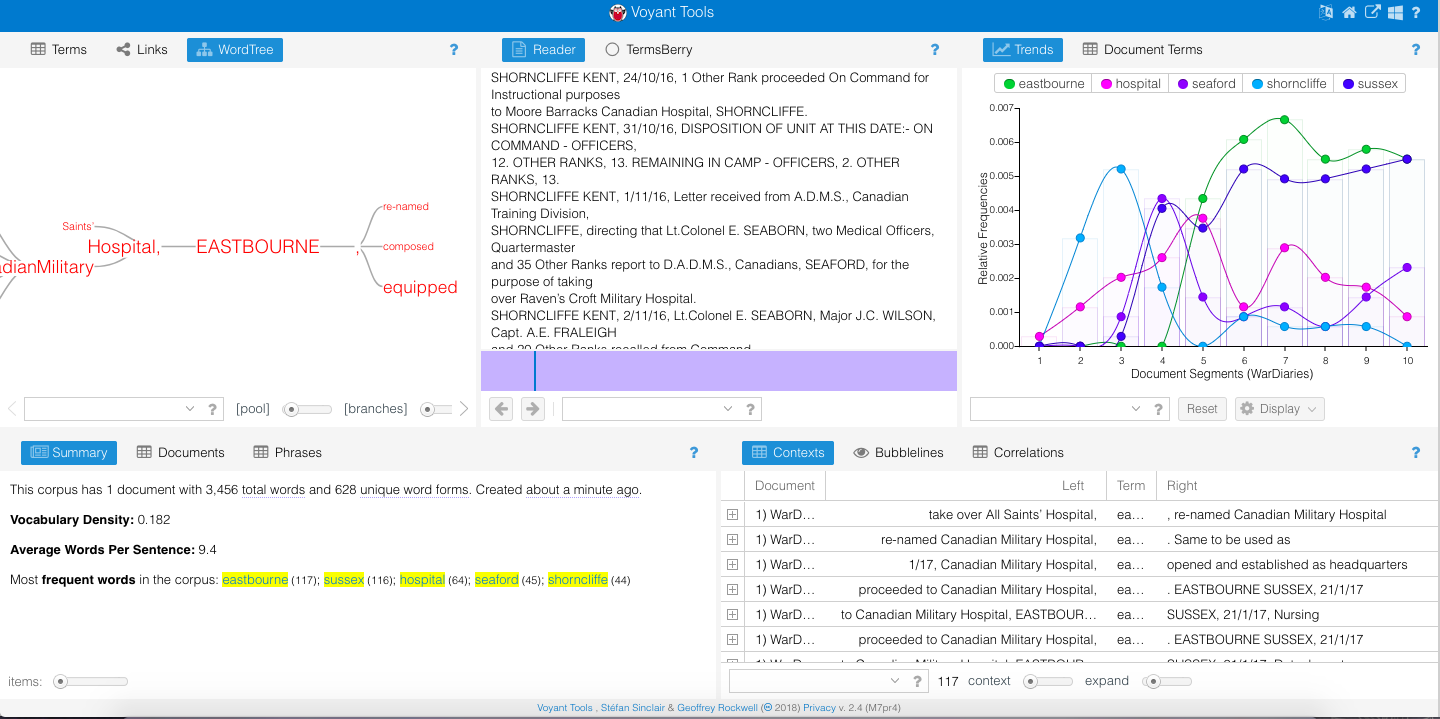 Voyant Tools
?
Terms Links WordTree ?
Reader TermsBerry ?
Trends Document Terms ?
Saints'
Hospital, EASTBOURNE ,
dianMilitary
re-named
composed
equipped
? [pool] [branches]
SHORNCLIFFE KENT, 24/10/16, 1 Other Rank proceeded On Command for
Instructional purposes
to Moore Barracks Canadian Hospital, SHORNCLIFFE.
SHORNCLIFFE KENT, 31/10/16, DISPOSITION OF UNIT AT THIS DATE:- ON
COMMAND - OFFICERS,
12. OTHER RANKS, 13. REMAINING IN CAMP - OFFICERS, 2. OTHER
RANKS, 13.
SHORNCLIFFE KENT, 1/11/16, Letter received from A.D.M.S., Canadian
Training Division,
SHORNCLIFFE, directing that Lt.Colonel E. SEABORN, two Medical Officers,
Quartermaster
and 35 Other Ranks report to D.A.D.M.S., Canadians, SEAFORD, for the
purpose of taking
over Raven's Croft Military Hospital.
SHORNCLIFFE KENT, 2/11/16, Lt.Colonel E. SEABORN, Major J.C. WILSON,
Capt. A.E. FRALEIGH
and 20 Other Ranks recalled from Command
?
eastbourne hospital seaford shorncliffe sussex
0.007
0.006
0.005
0.004
0.003
0.002
0.001
0.000
Relative Frequencies
1 2 3 4 5 6 7 8 9 10
Document Segments (WarDiaries)
? Reset Display
Summary Documents Phrases ?
This corpus has 1 document with 3,456 total words and 628 unique word forms. Created about a minute ago.
Vocabulary Density: 0.182
Average Words Per Sentence: 9.4
Most frequent words in the corpus: eastbourne (117); sussex (116); hospital (64); seaford (45); shorncliffe (44)
items:
Contexts Bubblelines Correlations ?
Document Left Term Right
1) WarD... take over All Saints' Hospital, ea... , re-named Canadian Military Hospital
1) WarD... re-named Canadian Military Hospital, ea... . Same to be used as
1) WarD... 1/17, Canadian Military Hospital, ea... opened and established as headquarters
1) WarD... proceeded to Canadian Military Hospital, ea... . EASTBOURNE SUSSEX, 21/1/17
1) WarD... to Canadian Military Hospital, EASTBOUR... ea... SUSSEX, 21/1/17, Nursing
1) WarD... proceeded to Canadian Military Hospital, ea... . EASTBOURNE SUSSEX, 21/1/17
? 117 context expand
Voyant Tools , Stéfan Sinclair & Geoffrey Rockwell (© 2018) Privacy v. 2.4 (M7pr4)